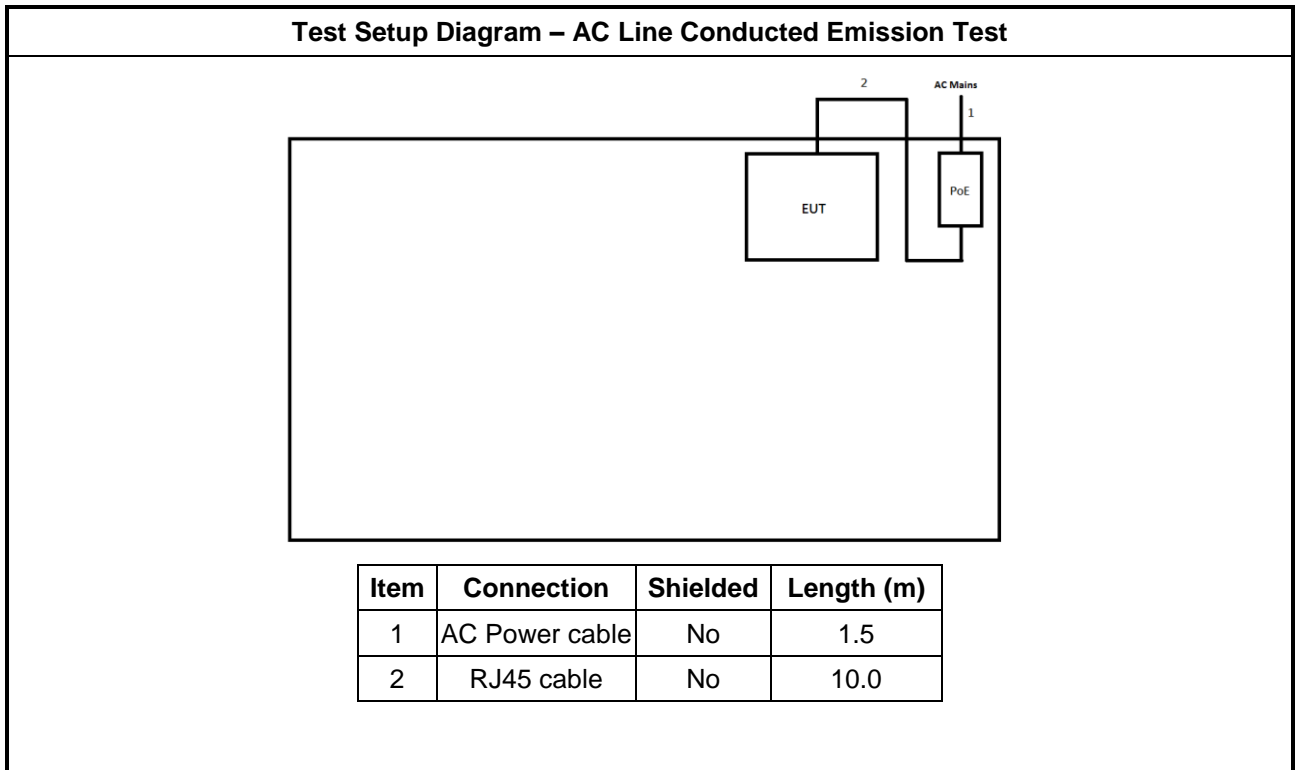 Test Setup Diagram – AC Line Conducted Emission Test
2
AC Mains
1
EUT
PoE
Item Connection Shielded Length (m)
1 AC Power cable No 1.5
2 RJ45 cable No 10.0